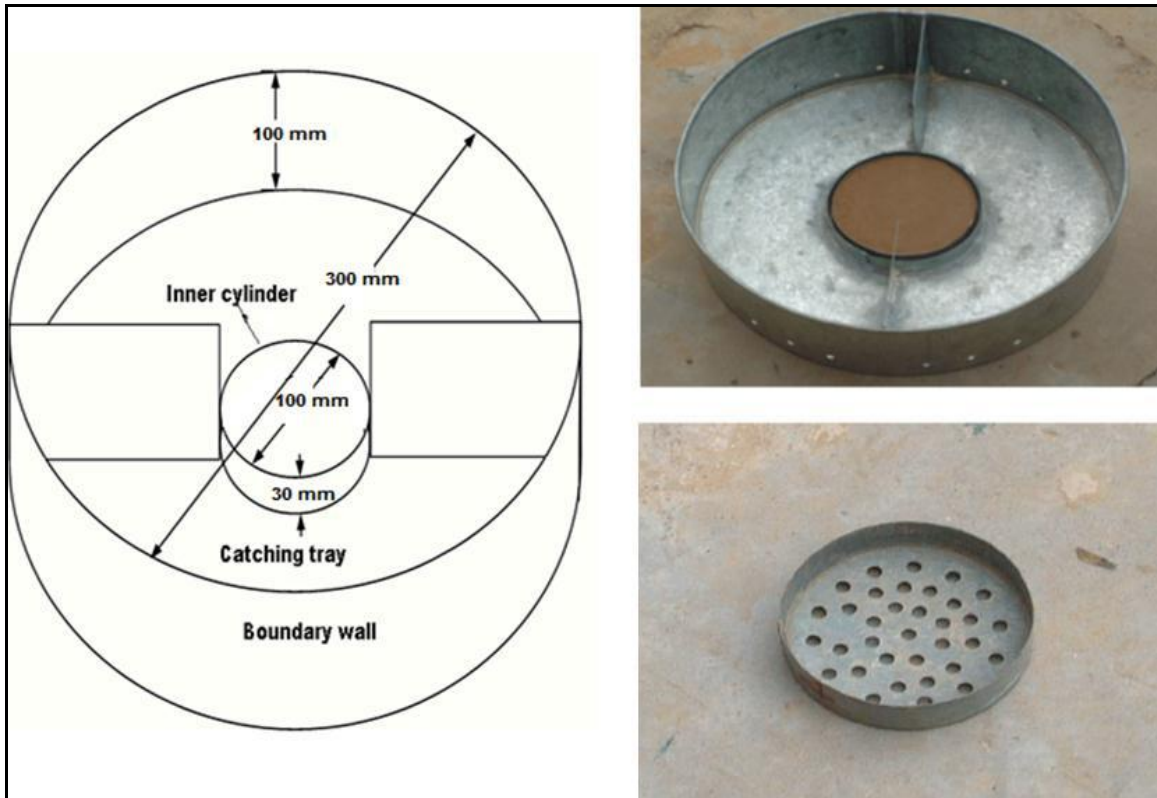 100 mm
300 mm
Inner cylinder
100 mm
30 mm
Catching tray
Boundary wall